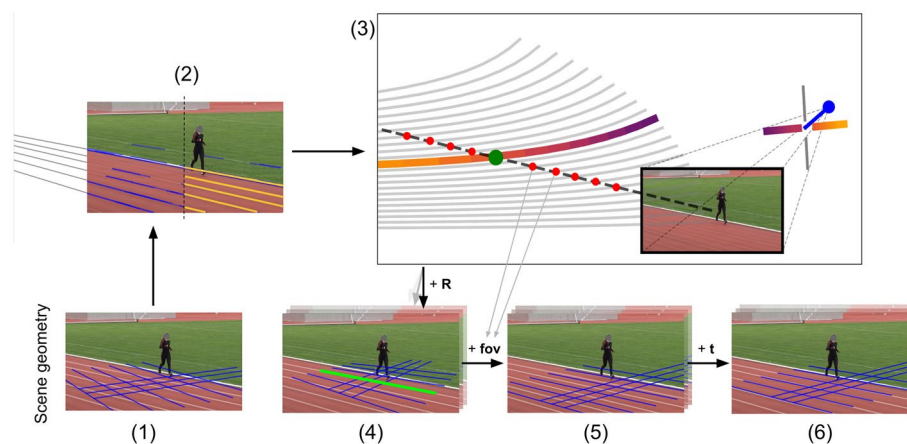 (3)
(2)
+ R
+ fov
+ t
Scene geometry
(1)
(4)
(5)
(6)